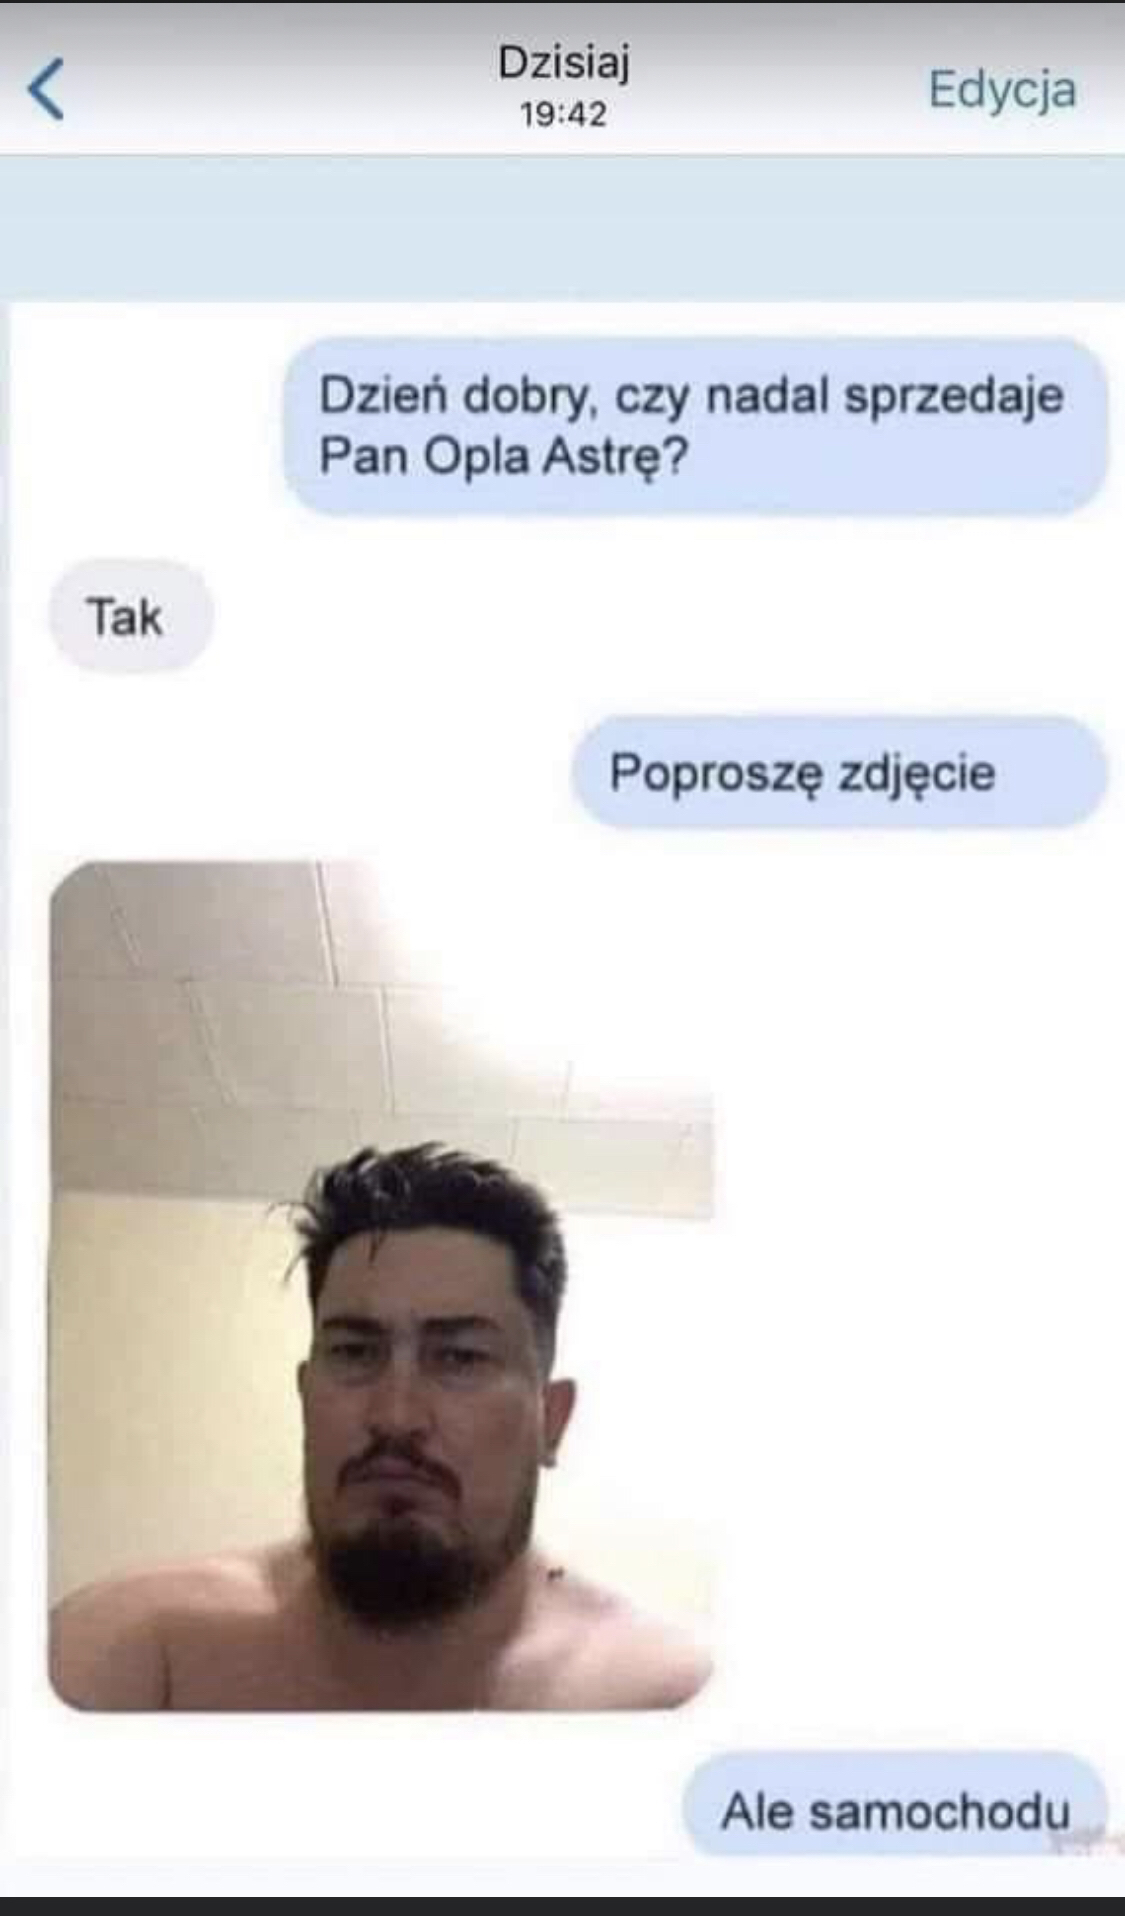 Dzisiaj
19:42
Edycja
Dzień dobry, czy nadal sprzedaje
Pan Opla Astrę?
Tak
Poproszę zdjęcie
Ale samochodu